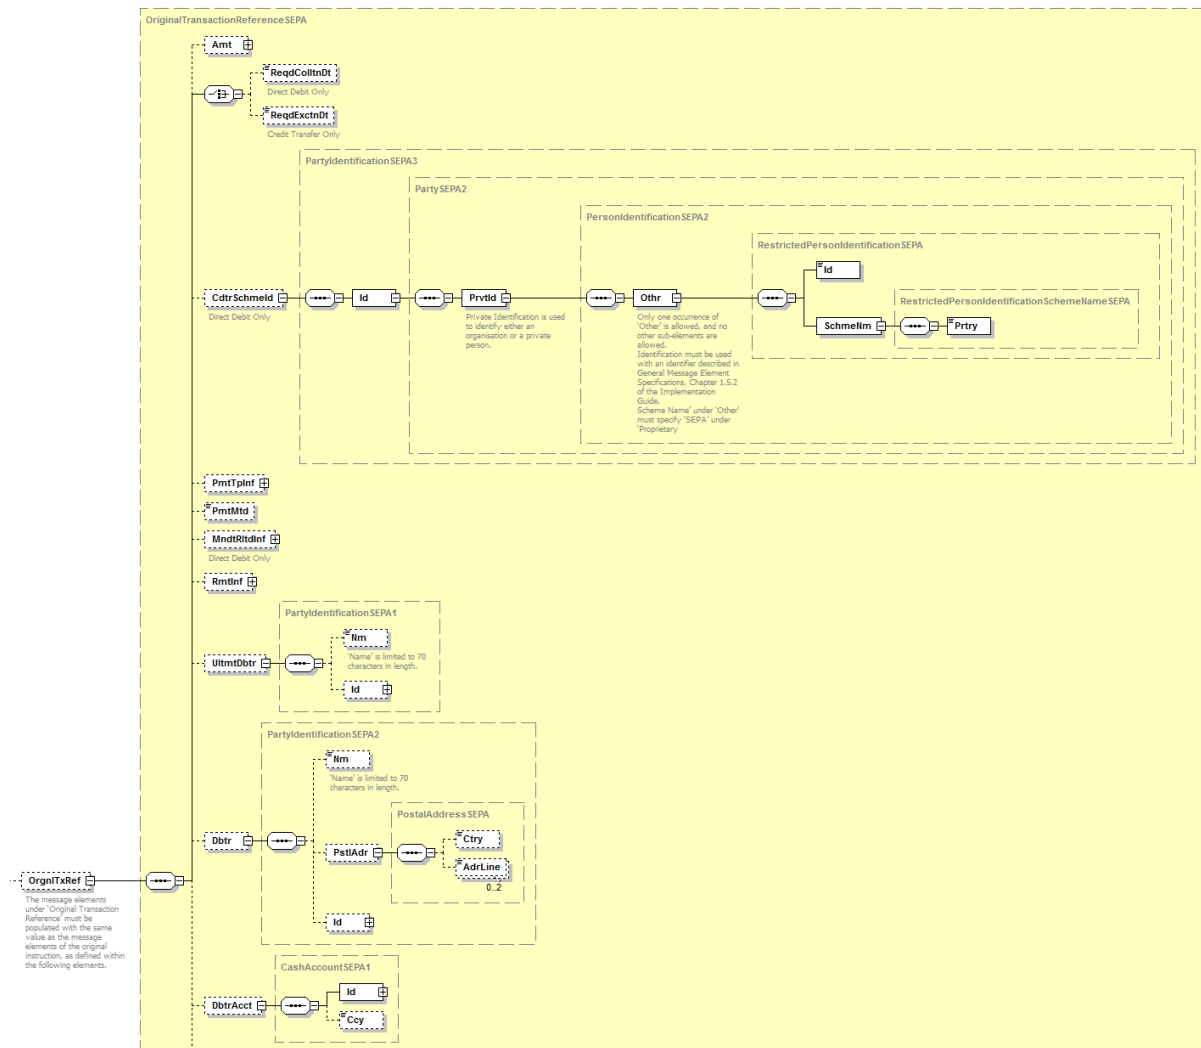 OriginalTransactionReferenceSEPA
Amt
ReqdColltnDt
Direct Debit Only
ReqdExctnDt
Credit Transfer Only
PartyIdentificationSEPA3
PartySEPA2
PersonIdentificationSEPA2
RestrictedPersonIdentificationSEPA
Id
RestrictedPersonIdentificationSchemeNameSEPA
CdtrSchmeId
Direct Debit Only
Id
PrvtId
Private Identification is used
to identify either an
organisation or a private
person.
Othr
Only one occurrence of
'Other' is allowed, and no
other sub-elements are
allowed.
Identification must be used
with an identifier described in
General Message Element
Specifications, Chapter 1.5.2
of the Implementation
Guide.
Scheme Name' under 'Other'
must specify 'SEPA' under
'Proprietary
SchmeNm
Prtry
PmtTpInf
PmtMtd
MndtRltdInf
Direct Debit Only
RmtInf
PartyIdentificationSEPA1
UltmtDbtr
Nm
'Name' is limited to 70
characters in length.
Id
PartyIdentificationSEPA2
Nm
'Name' is limited to 70
characters in length.
PostalAddressSEPA
Dbtr
PstlAdr
Ctry
AdrLine
0..2
Id
OrgnlTxRef
The message elements
under 'Original Transaction
Reference' must be
populated with the same
value as the message
elements of the original
instruction, as defined within
the following elements.
CashAccountSEPA1
DbtrAcct
Id
Ccy